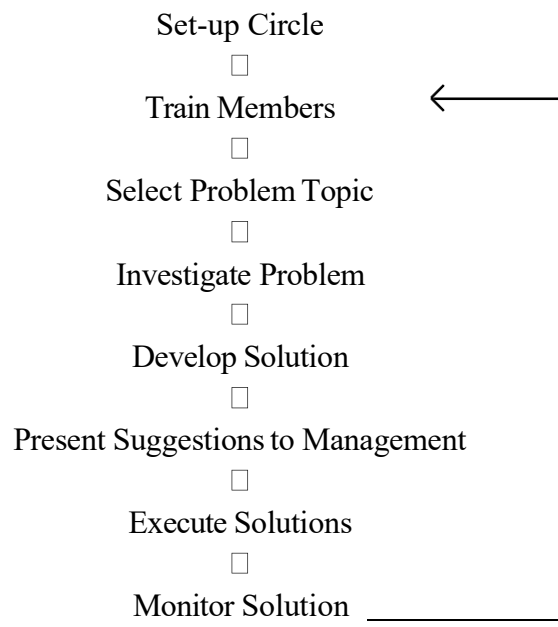 Set-up Circle
Train Members
Select Problem Topic
Investigate Problem
Develop Solution
Present Suggestions to Management
Execute Solutions
Monitor Solution